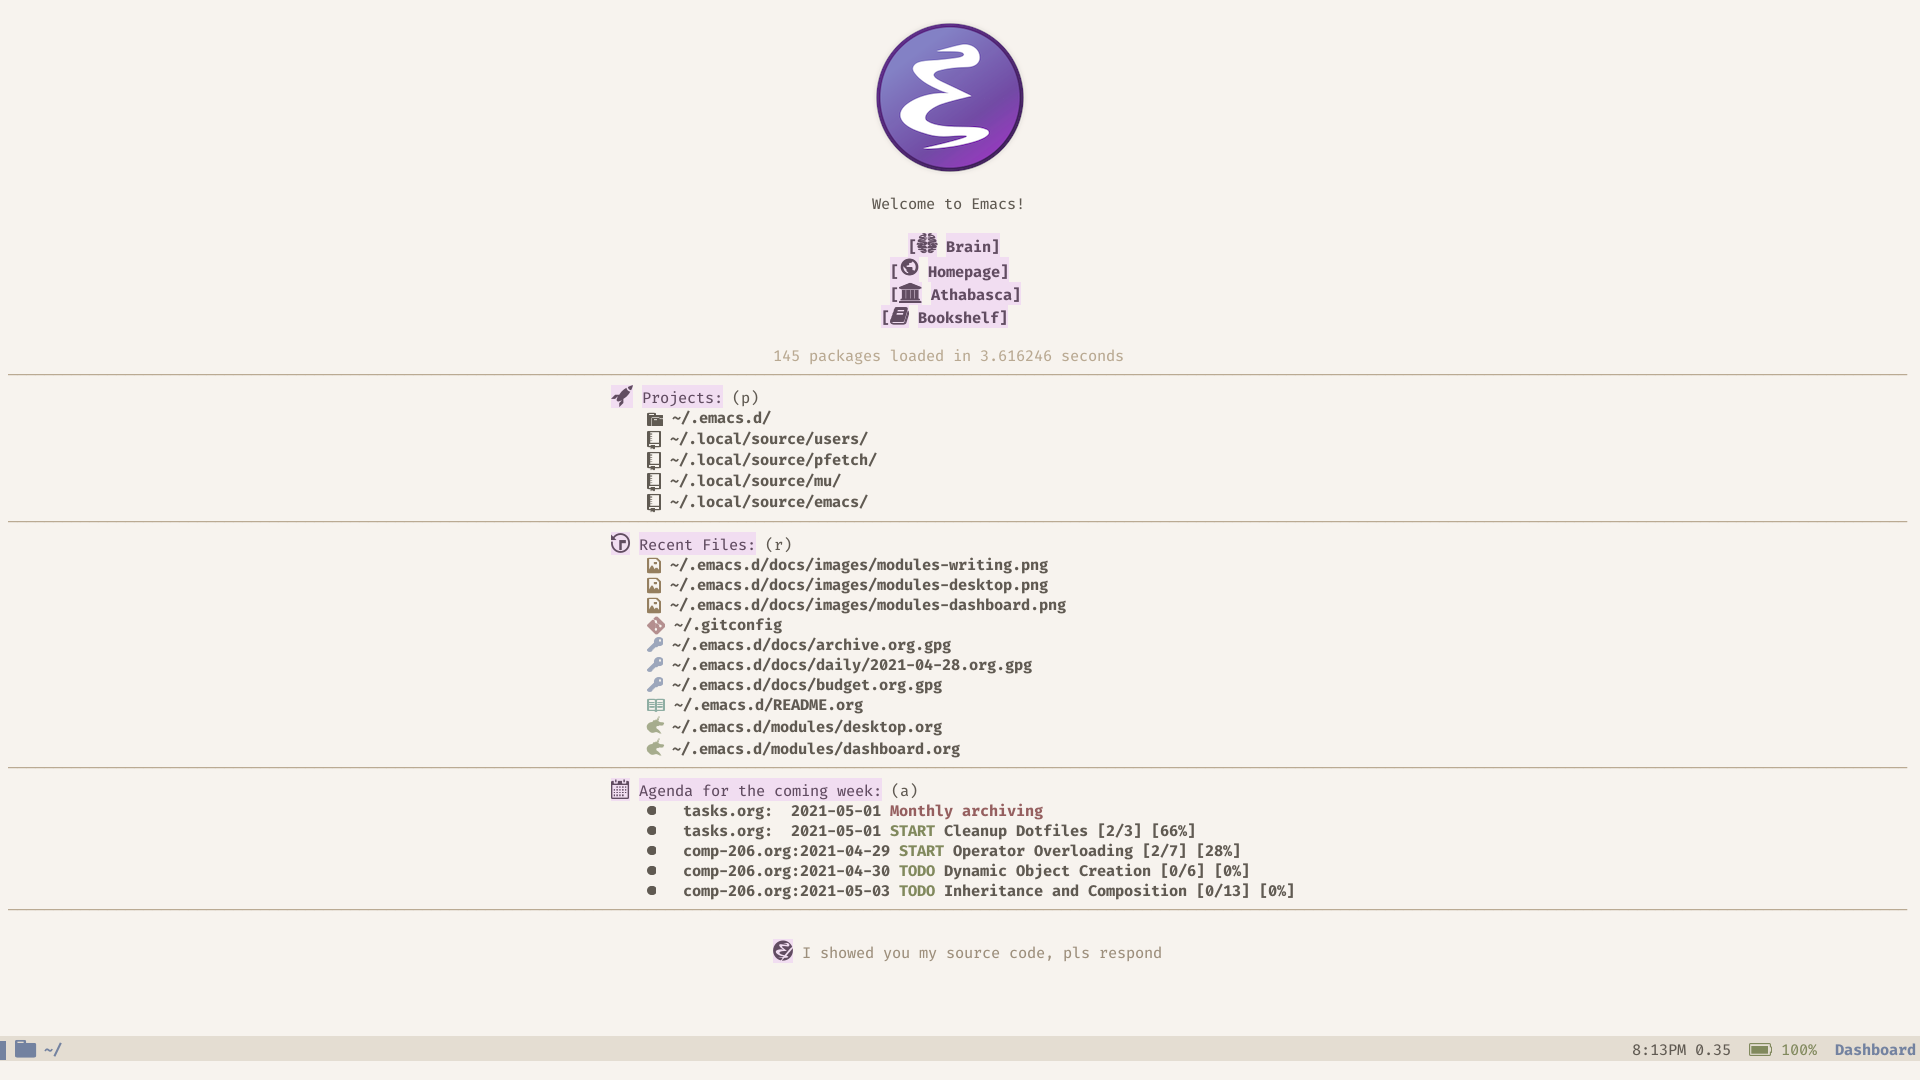 Welcome to Emacs!
[ Brain]
[ Homepage]
[ Athabasca]
[ Bookshelf]
145 packages loaded in 3.616246 seconds
Projects: (p)
~/.emacs.d/
~/.local/source/users/
~/.local/source/pfetch/
~/.local/source/mu/
~/.local/source/emacs/
Recent Files: (r)
~/.emacs.d/docs/images/modules-writing.png
~/.emacs.d/docs/images/modules-desktop.png
~/.emacs.d/docs/images/modules-dashboard.png
~/.gitconfig
~/.emacs.d/docs/archive.org.gpg
~/.emacs.d/docs/daily/2021-04-28.org.gpg
~/.emacs.d/docs/budget.org.gpg
~/.emacs.d/README.org
~/.emacs.d/modules/desktop.org
~/.emacs.d/modules/dashboard.org
Agenda for the coming week: (a)
tasks.org:  2021-05-01 Monthly archiving
tasks.org:  2021-05-01 START Cleanup Dotfiles [2/3] [66%]
comp-206.org:2021-04-29 START Operator Overloading [2/7] [28%]
comp-206.org:2021-04-30 TODO Dynamic Object Creation [0/6] [0%]
comp-206.org:2021-05-03 TODO Inheritance and Composition [0/13] [0%]
I showed you my source code, pls respond
~/ 8:13PM 0.35 100% Dashboard